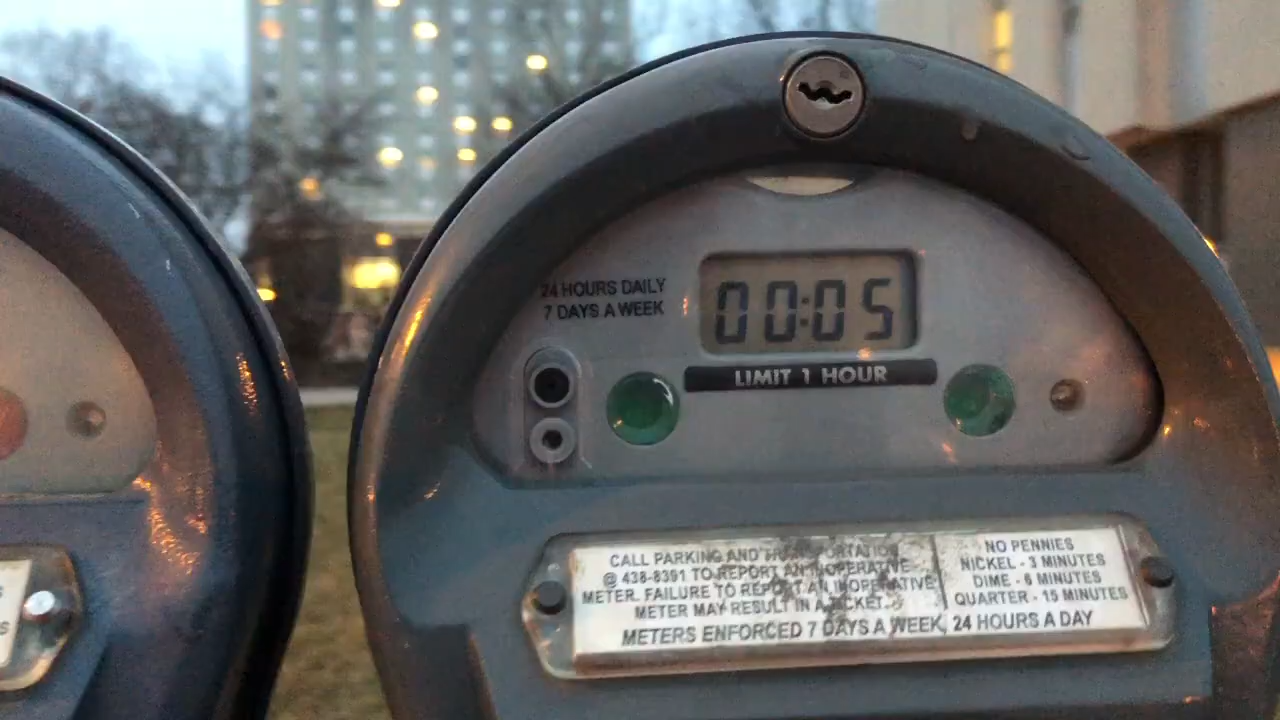 24 HOURS DAILY
7 DAYS A WEEK
00:05
LIMIT 1 HOUR
CALL PARKING AND TRANSPORTATION
@ 438-8391 TO REPORT AN INOPERATIVE
METER. FAILURE TO REPORT AN INOPERATIVE
METER MAY RESULT IN A TICKET.
NO PENNIES
NICKEL - 3 MINUTES
DIME - 6 MINUTES
QUARTER - 15 MINUTES
METERS ENFORCED 7 DAYS A WEEK, 24 HOURS A DAY